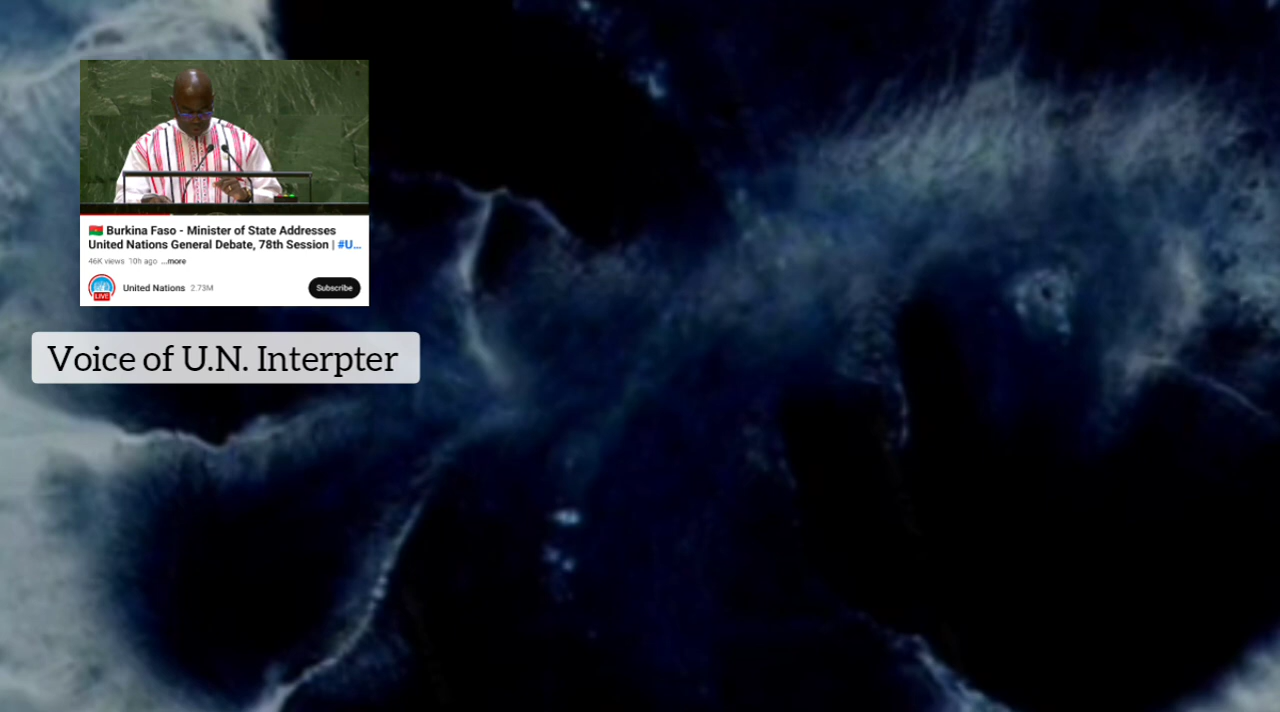 🇧🇫 Burkina Faso - Minister of State Addresses
United Nations General Debate, 78th Session | #U...
46K views 10h ago ...more
LIVE
United Nations 2.73M
Subscribe
Voice of U.N. Interpter